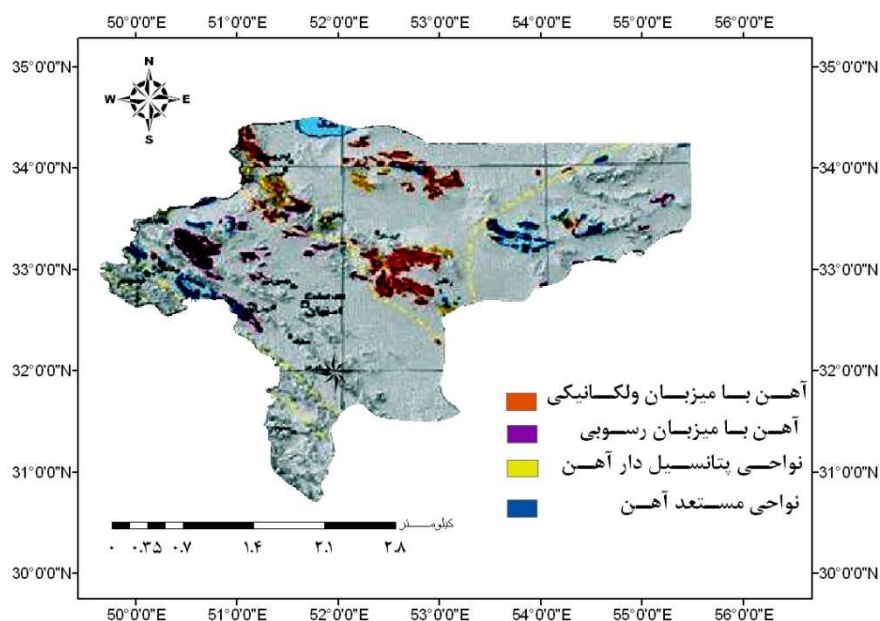 50°0'0"E 51°0'0"E 52°0'0"E 53°0'0"E 54°0'0"E 55°0'0"E 56°0'0"E
N
W E
S
35°0'0"N 35°0'0"N
34°0'0"N 34°0'0"N
33°0'0"N 33°0'0"N
32°0'0"N 32°0'0"N
31°0'0"N 31°0'0"N
30°0'0"N 30°0'0"N
آهن با میزبان ولکانیکی
آهن با میزبان رسوبی
نواحی پتانسیل دار آهن
نواحی مستعد آهن
کیلومتر
۰ ۰.۳۵ ۰.۷ ۱.۴ ۲.۱ ۲.۸
50°0'0"E 51°0'0"E 52°0'0"E 53°0'0"E 54°0'0"E 55°0'0"E 56°0'0"E